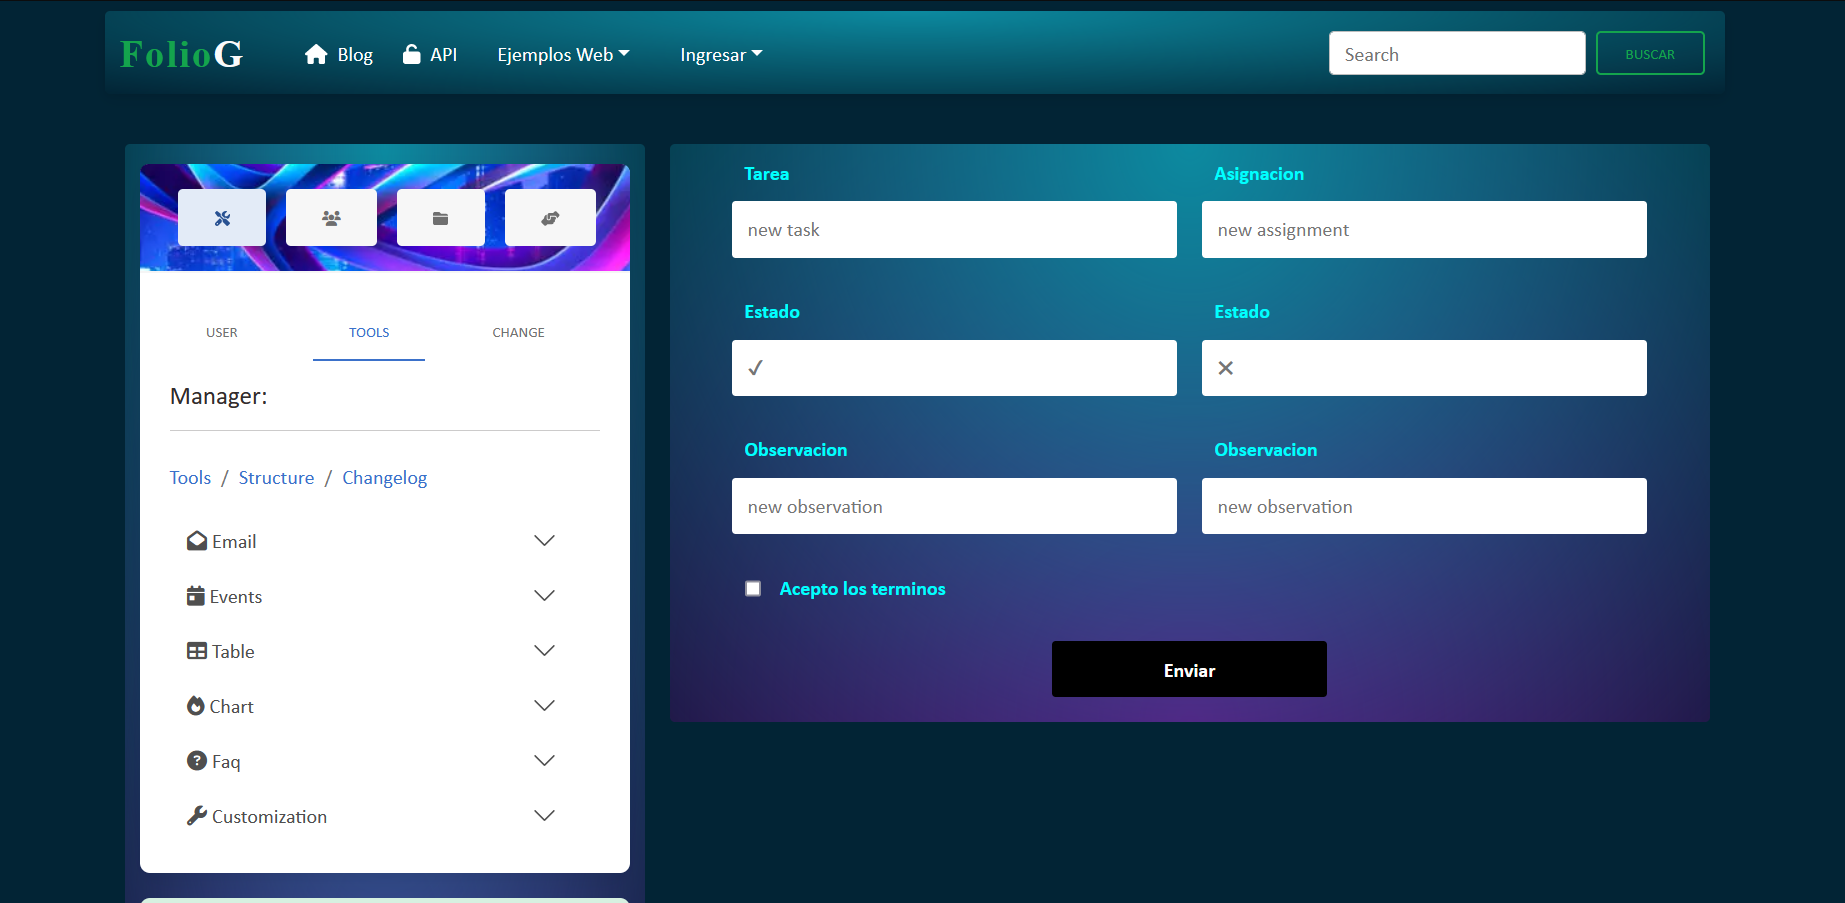 FolioG Blog API Ejemplos Web Ingresar Search BUSCAR
USER TOOLS CHANGE
Manager:
Tools / Structure / Changelog
Email
Events
Table
Chart
Faq
Customization
Tarea Asignacion
new task new assignment
Estado Estado
✓ ✕
Observacion Observacion
new observation new observation
Acepto los terminos
Enviar